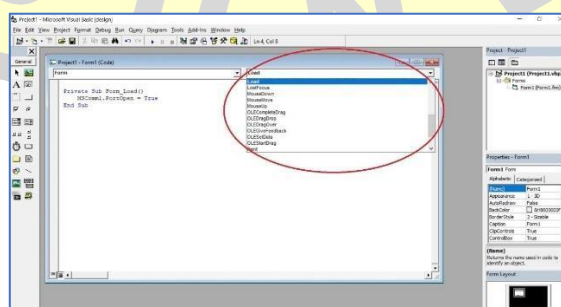 Project1 - Microsoft Visual Basic [design]
File Edit View Project Format Debug Run Query Diagram Tools Add-Ins Window Help
Ln 4, Col 8
General
Project1 - Form1 (Code)
Form
Load
Private Sub Form_Load()
MSComm1.PortOpen = True
End Sub
Load
LostFocus
MouseDown
MouseMove
MouseUp
OLECompleteDrag
OLEDragDrop
OLEDragOver
OLEGiveFeedback
OLESetData
OLEStartDrag
Paint
Project - Project1
Project1 (Project1.vbp)
Forms
Form1 (Form1.frm)
Properties - Form1
Form1 Form
Alphabetic Categorized
(Name) Form1
Appearance 1 - 3D
AutoRedraw False
BackColor
BorderStyle 2 - Sizable
Caption Form1
ClipControls True
ControlBox True
(Name)
Returns the name used in code to
identify an object.
Form Layout